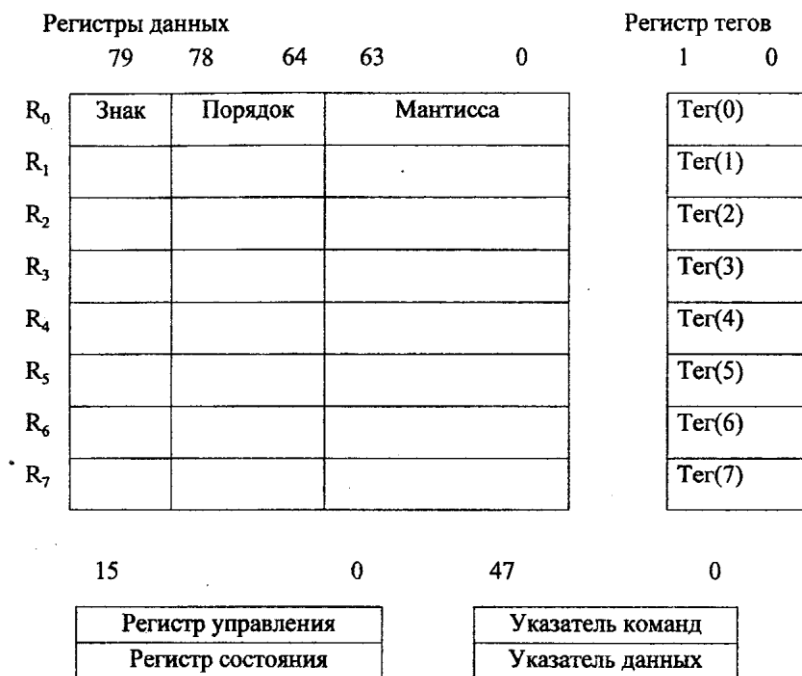 Регистры данных Регистр тегов
79 78 64 63 0 1 0
R0 Знак Порядок Мантисса Тег(0)
R1 Тег(1)
R2 Тег(2)
R3 Тег(3)
R4 Тег(4)
R5 Тег(5)
R6 Тег(6)
R7 Тег(7)
15 0 47 0
Регистр управления Указатель команд
Регистр состояния Указатель данных